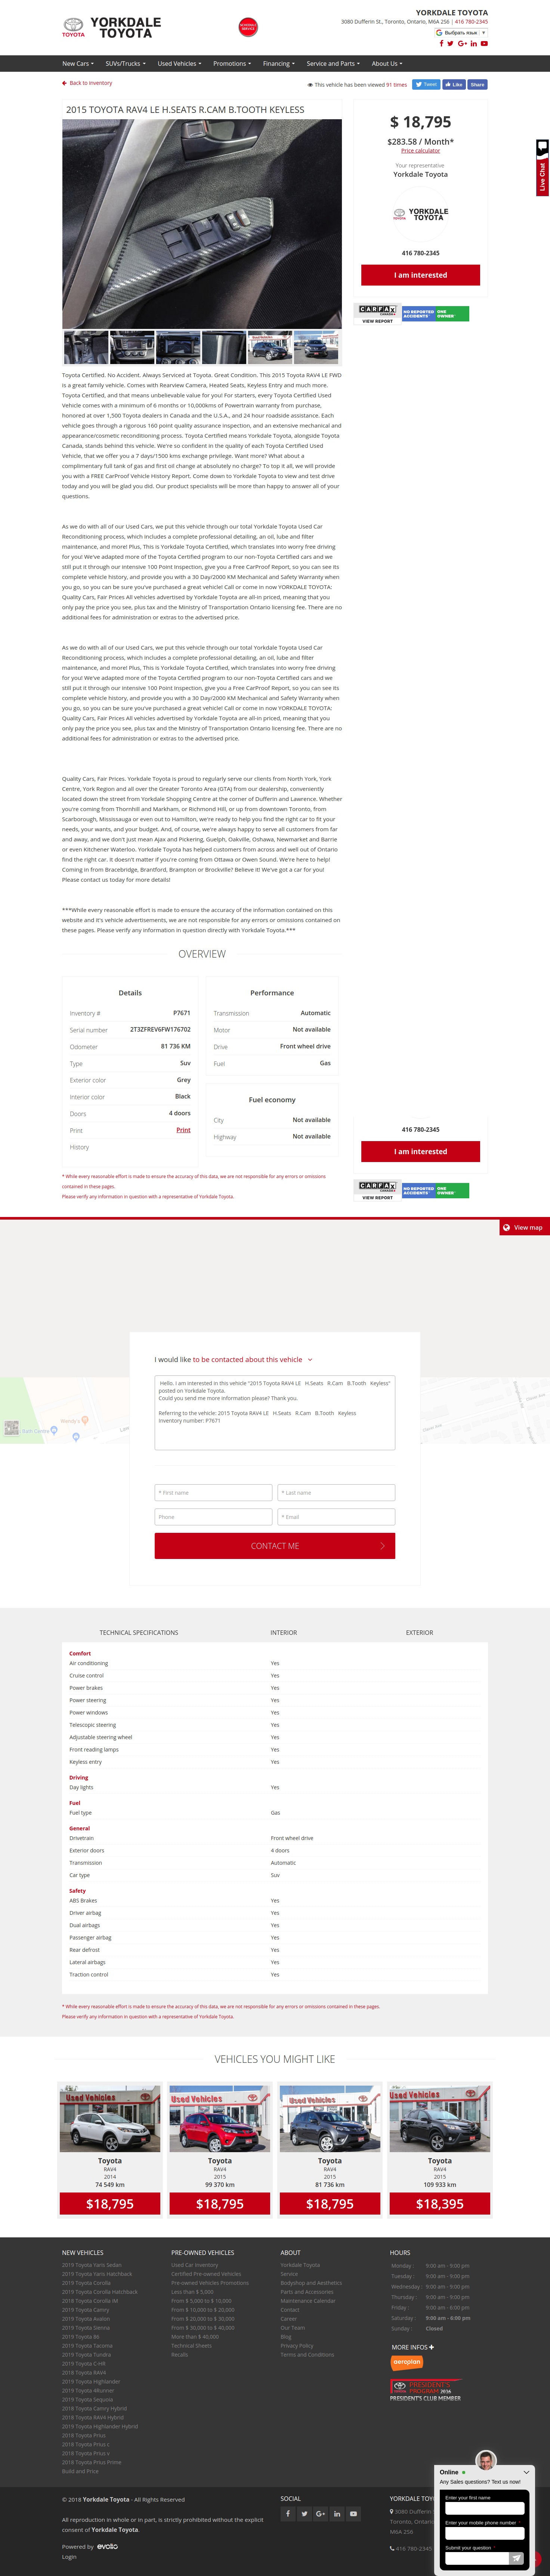 YORKDALE
TOYOTA
YORKDALE TOYOTA
3080 Dufferin St., Toronto, Ontario, M6A 2S6 | 416 780-2345
Выбрать язык ▼
New Cars
SUVs/Trucks
Used Vehicles
Promotions
Financing
Service and Parts
About Us
Back to inventory
This vehicle has been viewed 91 times
Tweet
Like
Share
2015 TOYOTA RAV4 LE H.SEATS R.CAM B.TOOTH KEYLESS
$ 18,795
$283.58 / Month*
Price calculator
Your representative
Yorkdale Toyota
YORKDALE
TOYOTA
416 780-2345
I am interested
Live Chat
CARFAX
VIEW REPORT
NO REPORTED ACCIDENTS
ONE OWNER
Toyota Certified. No Accident. Always Serviced at Toyota. Great Condition. This 2015 Toyota RAV4 LE FWD
is a great family vehicle. Comes with Rearview Camera, Heated Seats, Keyless Entry and much more.
Toyota Certified, and that means unbelievable value for you! For starters, every Toyota Certified Used
Vehicle comes with a minimum of 6 months or 10,000kms of Powertrain warranty from purchase,
honored at over 1,500 Toyota dealers in Canada and the U.S.A., and 24 hour roadside assistance. Each
vehicle goes through a rigorous 160 point quality assurance inspection, and an extensive mechanical and
appearance/cosmetic reconditioning process. Toyota Certified means Yorkdale Toyota, alongside Toyota
Canada, stands behind this vehicle. We're so confident in the quality of each Toyota Certified Used
Vehicle, that we offer you a 7 days/1500 kms exchange privilege. Want more? What about a
complimentary full tank of gas and first oil change at absolutely no charge? To top it all, we will provide
you with a FREE CarProof Vehicle History Report. Come down to Yorkdale Toyota to view and test drive
today and you will be glad you did. Our product specialists will be more than happy to answer all of your
questions.
As we do with all of our Used Cars, we put this vehicle through our total Yorkdale Toyota Used Car
Reconditioning process, which includes a complete professional detailing, an oil, lube and filter
maintenance, and more! Plus, This is Yorkdale Toyota Certified, which translates into worry free driving
for you! We've adapted more of the Toyota Certified program to our non-Toyota Certified cars and we
still put it through our intensive 100 Point Inspection, give you a Free CarProof Report, so you can see its
complete vehicle history, and provide you with a 30 Day/2000 KM Mechanical and Safety Warranty when
you go, so you can be sure you've purchased a great vehicle! Call or come in now YORKDALE TOYOTA:
Quality Cars, Fair Prices All vehicles advertised by Yorkdale Toyota are all-in priced, meaning that you
only pay the price you see, plus tax and the Ministry of Transportation Ontario licensing fee. There are no
additional fees for administration or extras to the advertised price.
As we do with all of our Used Cars, we put this vehicle through our total Yorkdale Toyota Used Car
Reconditioning process, which includes a complete professional detailing, an oil, lube and filter
maintenance, and more! Plus, This is Yorkdale Toyota Certified, which translates into worry free driving
for you! We've adapted more of the Toyota Certified program to our non-Toyota Certified cars and we
still put it through our intensive 100 Point Inspection, give you a Free CarProof Report, so you can see its
complete vehicle history, and provide you with a 30 Day/2000 KM Mechanical and Safety Warranty when
you go, so you can be sure you've purchased a great vehicle! Call or come in now YORKDALE TOYOTA:
Quality Cars, Fair Prices All vehicles advertised by Yorkdale Toyota are all-in priced, meaning that you
only pay the price you see, plus tax and the Ministry of Transportation Ontario licensing fee. There are no
additional fees for administration or extras to the advertised price.
Quality Cars, Fair Prices. Yorkdale Toyota is proud to regularly serve our clients from North York, York
Centre, York Region and all over the Greater Toronto Area (GTA) from our dealership, conveniently
located down the street from Yorkdale Shopping Centre at the corner of Dufferin and Lawrence. Whether
you're coming from Thornhill and Markham, or Richmond Hill, or up from downtown Toronto, from
Scarborough, Mississauga or even out to Hamilton, we're ready to help you find the right car to fit your
needs, your wants, and your budget. And, of course, we're always happy to serve all customers from far
and away, and we don't just mean Ajax and Pickering, Guelph, Oakville, Oshawa, Newmarket and Barrie
or even Kitchener Waterloo. Yorkdale Toyota has helped customers from across and well out of Ontario
find the right car. It doesn't matter if you're coming from Ottawa or Owen Sound. We're here to help!
Coming in from Bracebridge, Brantford, Brampton or Brockville? Believe it! We've got a car for you!
Please contact us today for more details!
***While every reasonable effort is made to ensure the accuracy of the information contained on this
website and it's vehicle advertisements, we are not responsible for any errors or omissions contained on
these pages. Please verify any information in question directly with Yorkdale Toyota.***
OVERVIEW
Details
Inventory # P7671
Serial number 2T3ZFREV6FW176702
Odometer 81 736 KM
Type Suv
Exterior color Grey
Interior color Black
Doors 4 doors
Print Print
History
Performance
Transmission Automatic
Motor Not available
Drive Front wheel drive
Fuel Gas
Fuel economy
City Not available
Highway Not available
416 780-2345
I am interested
CARFAX
VIEW REPORT
NO REPORTED ACCIDENTS
ONE OWNER
* While every reasonable effort is made to ensure the accuracy of this data, we are not responsible for any errors or omissions
contained in these pages.
Please verify any information in question with a representative of Yorkdale Toyota.
View map
I would like to be contacted about this vehicle
Hello. I am interested in this vehicle "2015 Toyota RAV4 LE H.Seats R.Cam B.Tooth Keyless"
posted on Yorkdale Toyota.
Could you send me more information please? Thank you.
Referring to the vehicle: 2015 Toyota RAV4 LE H.Seats R.Cam B.Tooth Keyless
Inventory number: P7671
* First name
* Last name
Phone
* Email
CONTACT ME
Wendy's
TECHNICAL SPECIFICATIONS
INTERIOR
EXTERIOR
Comfort
Air conditioning Yes
Cruise control Yes
Power brakes Yes
Power steering Yes
Power windows Yes
Telescopic steering Yes
Adjustable steering wheel Yes
Front reading lamps Yes
Keyless entry Yes
Driving
Day lights Yes
Fuel
Fuel type Gas
General
Drivetrain Front wheel drive
Exterior doors 4 doors
Transmission Automatic
Car type Suv
Safety
ABS Brakes Yes
Driver airbag Yes
Dual airbags Yes
Passenger airbag Yes
Rear defrost Yes
Lateral airbags Yes
Traction control Yes
* While every reasonable effort is made to ensure the accuracy of this data, we are not responsible for any errors or omissions contained in these pages.
Please verify any information in question with a representative of Yorkdale Toyota.
VEHICLES YOU MIGHT LIKE
Toyota
RAV4
2014
74 549 km
$18,795
Toyota
RAV4
2015
99 370 km
$18,795
Toyota
RAV4
2015
81 736 km
$18,795
Toyota
RAV4
2015
109 933 km
$18,395
NEW VEHICLES
2019 Toyota Yaris Sedan
2019 Toyota Yaris Hatchback
2019 Toyota Corolla
2019 Toyota Corolla Hatchback
2018 Toyota Corolla iM
2019 Toyota Camry
2019 Toyota Avalon
2019 Toyota Sienna
2019 Toyota 86
2019 Toyota Tacoma
2019 Toyota Tundra
2019 Toyota C-HR
2018 Toyota RAV4
2019 Toyota Highlander
2019 Toyota 4Runner
2019 Toyota Sequoia
2018 Toyota Camry Hybrid
2018 Toyota RAV4 Hybrid
2019 Toyota Highlander Hybrid
2018 Toyota Prius
2018 Toyota Prius c
2018 Toyota Prius v
2018 Toyota Prius Prime
Build and Price
PRE-OWNED VEHICLES
Used Car Inventory
Certified Pre-owned Vehicles
Pre-owned Vehicles Promotions
Less than $ 5,000
From $ 5,000 to $ 10,000
From $ 10,000 to $ 20,000
From $ 20,000 to $ 30,000
From $ 30,000 to $ 40,000
More than $ 40,000
Technical Sheets
Recalls
ABOUT
Yorkdale Toyota
Service
Bodyshop and Aesthetics
Parts and Accessories
Maintenance Calendar
Contact
Career
Our Team
Blog
Privacy Policy
Terms and Conditions
HOURS
Monday : 9:00 am - 9:00 pm
Tuesday : 9:00 am - 9:00 pm
Wednesday : 9:00 am - 9:00 pm
Thursday : 9:00 am - 9:00 pm
Friday : 9:00 am - 6:00 pm
Saturday : 9:00 am - 6:00 pm
Sunday : Closed
MORE INFOS
aeroplan
PRESIDENT'S PROGRAM 2016
PRESIDENT'S CLUB MEMBER
© 2018 Yorkdale Toyota - All Rights Reserved
All reproduction in whole or in part, is strictly prohibited without the explicit
consent of Yorkdale Toyota.
Powered by evolio
Login
SOCIAL
YORKDALE TOYO
3080 Dufferin
Toronto, Ontario
M6A 2S6
416 780-2345
Online
Any Sales questions? Text us now!
Enter your first name
Enter your mobile phone number *
Submit your question *